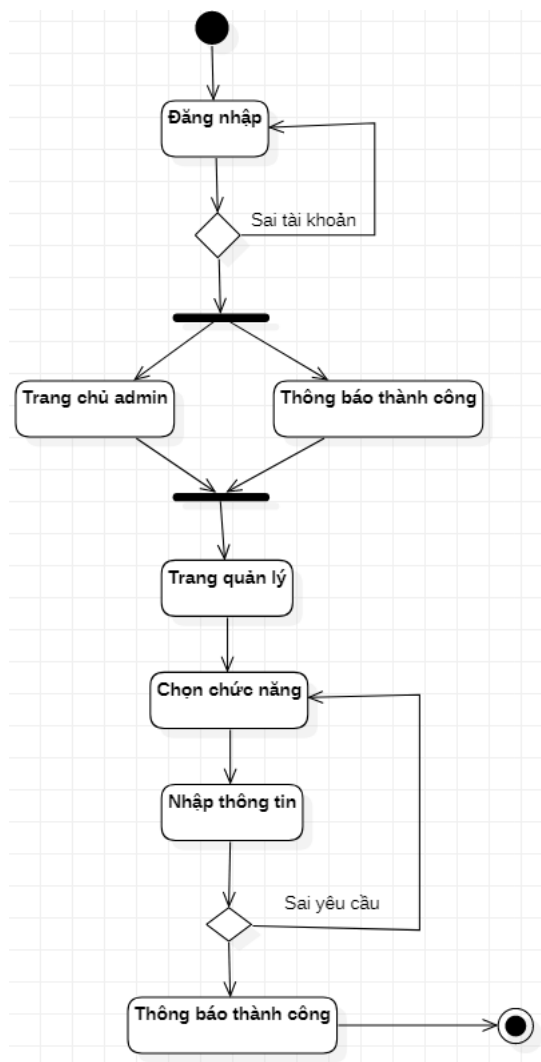 Đăng nhập
Sai tài khoản
Trang chủ admin
Thông báo thành công
Trang quản lý
Chọn chức năng
Nhập thông tin
Sai yêu cầu
Thông báo thành công